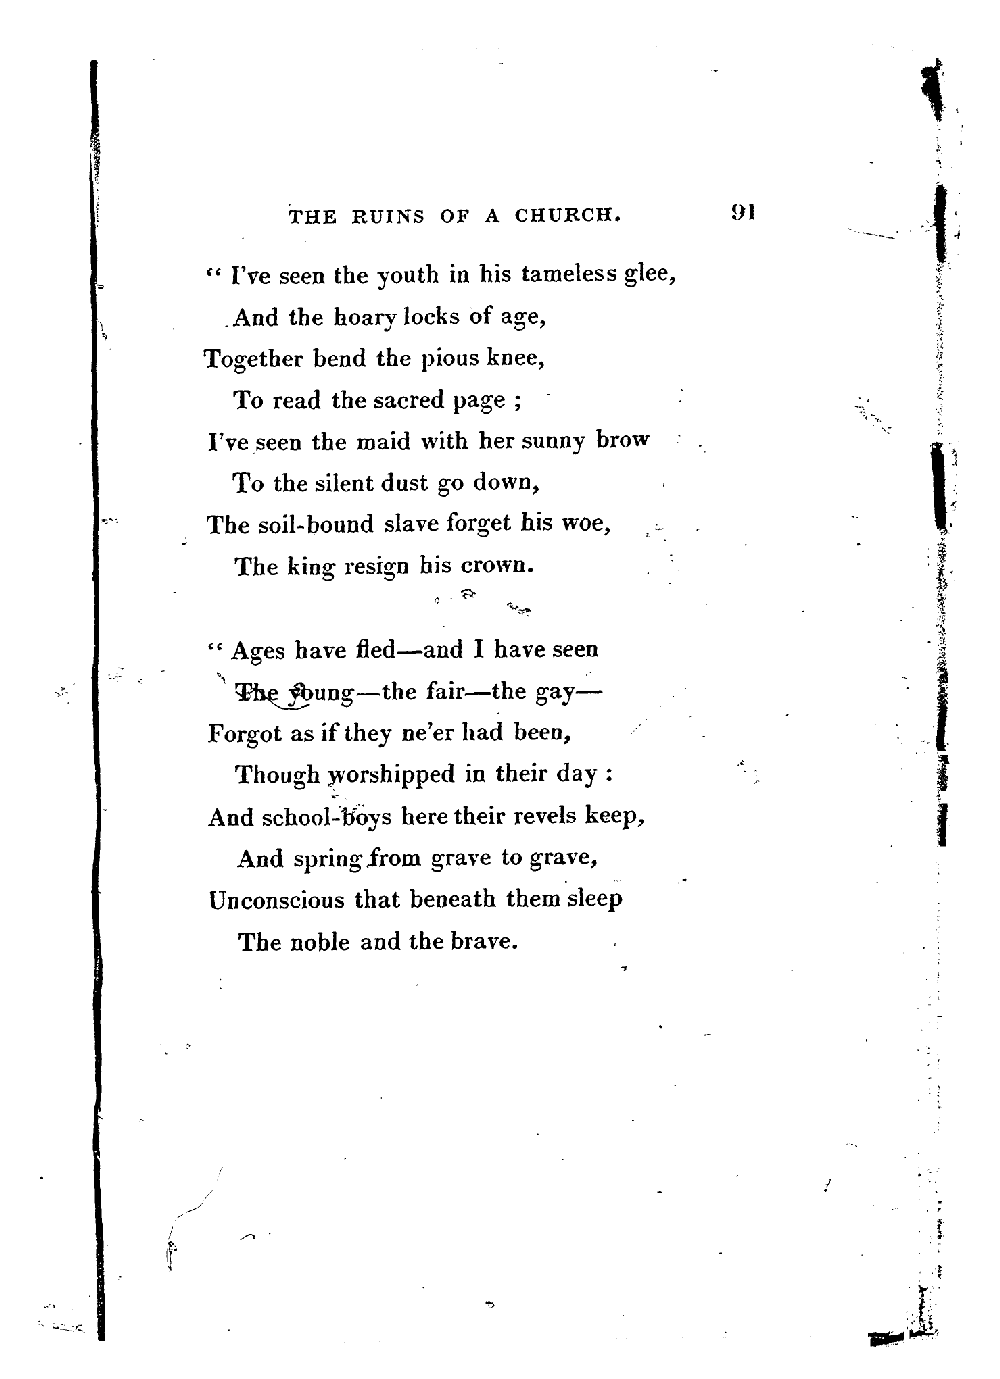 THE RUINS OF A CHURCH. 91
“ I've seen the youth in his tameless glee,
And the hoary locks of age,
Together bend the pious knee,
To read the sacred page ;
I've seen the maid with her sunny brow
To the silent dust go down,
The soil-bound slave forget his woe,
The king resign his crown.
“ Ages have fled—and I have seen
The young—the fair—the gay—
Forgot as if they ne'er had been,
Though worshipped in their day :
And school-boys here their revels keep,
And spring from grave to grave,
Unconscious that beneath them sleep
The noble and the brave.